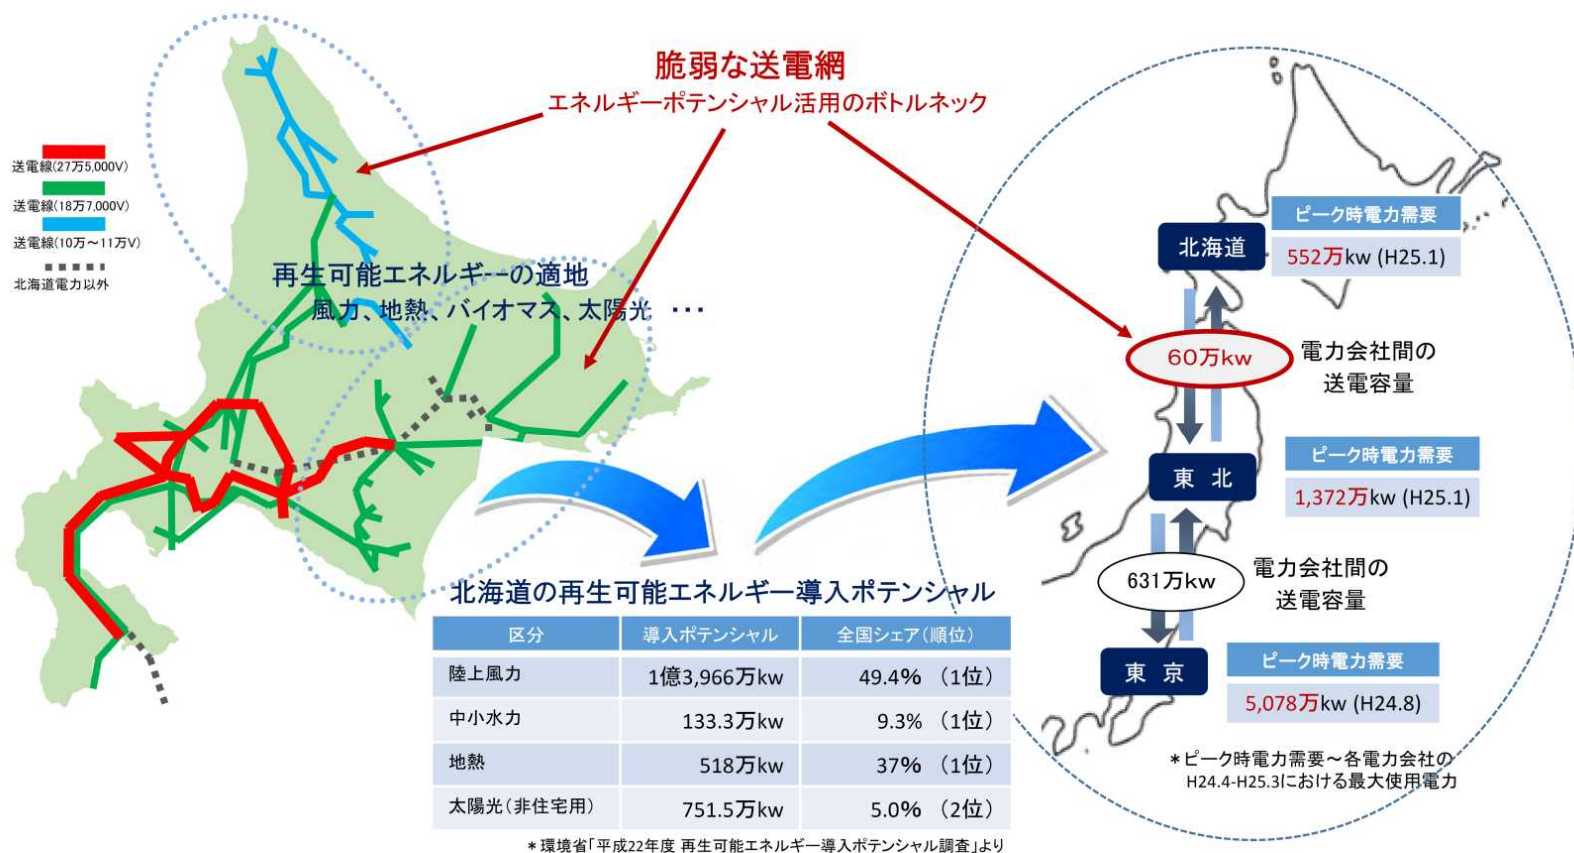 脆弱な送電網
エネルギーポテンシャル活用のボトルネック
送電線(27万5,000V)
送電線(18万7,000V)
送電線(10万～11万V)
北海道電力以外
再生可能エネルギーの適地
風力、地熱、バイオマス、太陽光 ・・・
北海道の再生可能エネルギー導入ポテンシャル
区分 導入ポテンシャル 全国シェア(順位)
陸上風力 1億3,966万kw 49.4% (1位)
中小水力 133.3万kw 9.3% (1位)
地熱 518万kw 37% (1位)
太陽光(非住宅用) 751.5万kw 5.0% (2位)
*環境省「平成22年度 再生可能エネルギー導入ポテンシャル調査」より
ピーク時電力需要
北海道
552万kw (H25.1)
60万kw
電力会社間の
送電容量
ピーク時電力需要
東 北
1,372万kw (H25.1)
631万kw
電力会社間の
送電容量
ピーク時電力需要
東 京
5,078万kw (H24.8)
*ピーク時電力需要～各電力会社の
H24.4-H25.3における最大使用電力